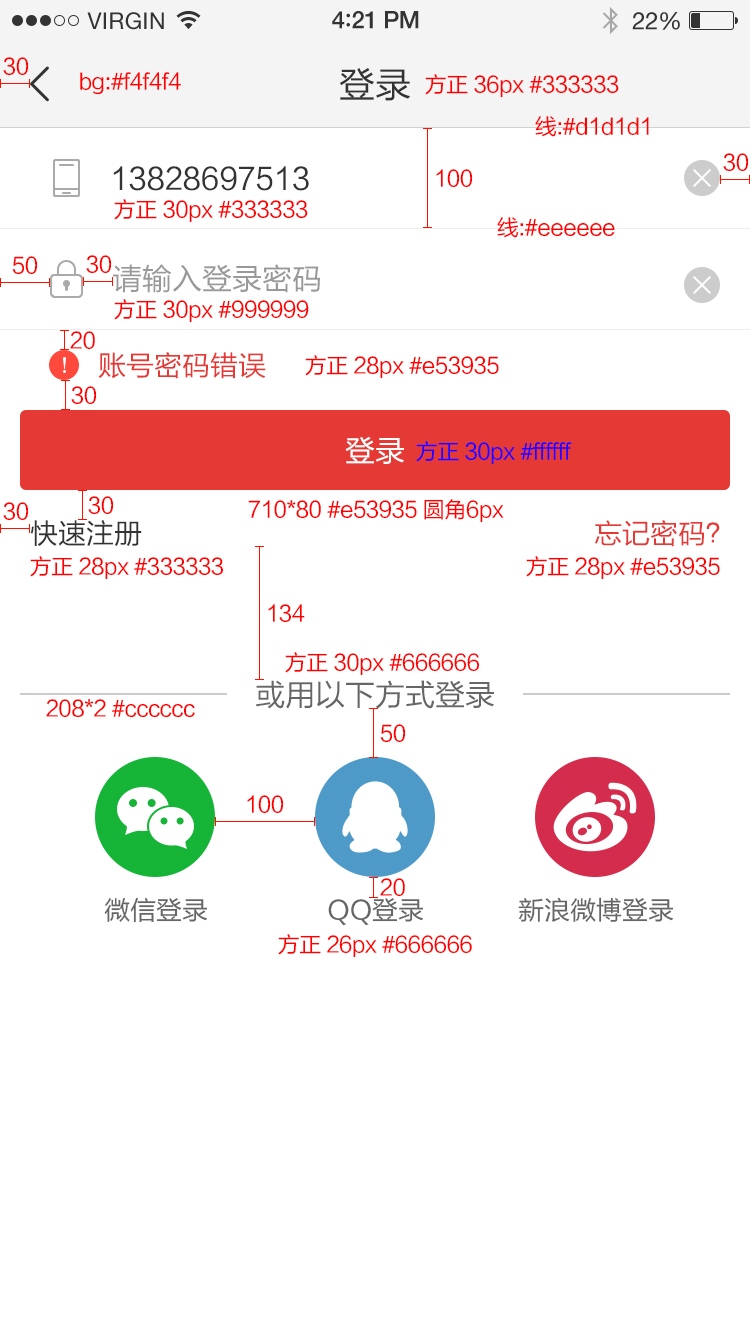 VIRGIN 4:21 PM 22%
30 bg:#f4f4f4 登录 方正 36px #333333
线:#d1d1d1
13828697513 100 30
方正 30px #333333
线:#eeeeee
50 30 请输入登录密码
方正 30px #999999
20
! 账号密码错误 方正 28px #e53935
30
登录 方正 30px #ffffff
30 30 710*80 #e53935 圆角6px
快速注册 忘记密码?
方正 28px #333333 方正 28px #e53935
134
方正 30px #666666
或用以下方式登录
208*2 #cccccc
50
100
20
微信登录 QQ登录 新浪微博登录
方正 26px #666666